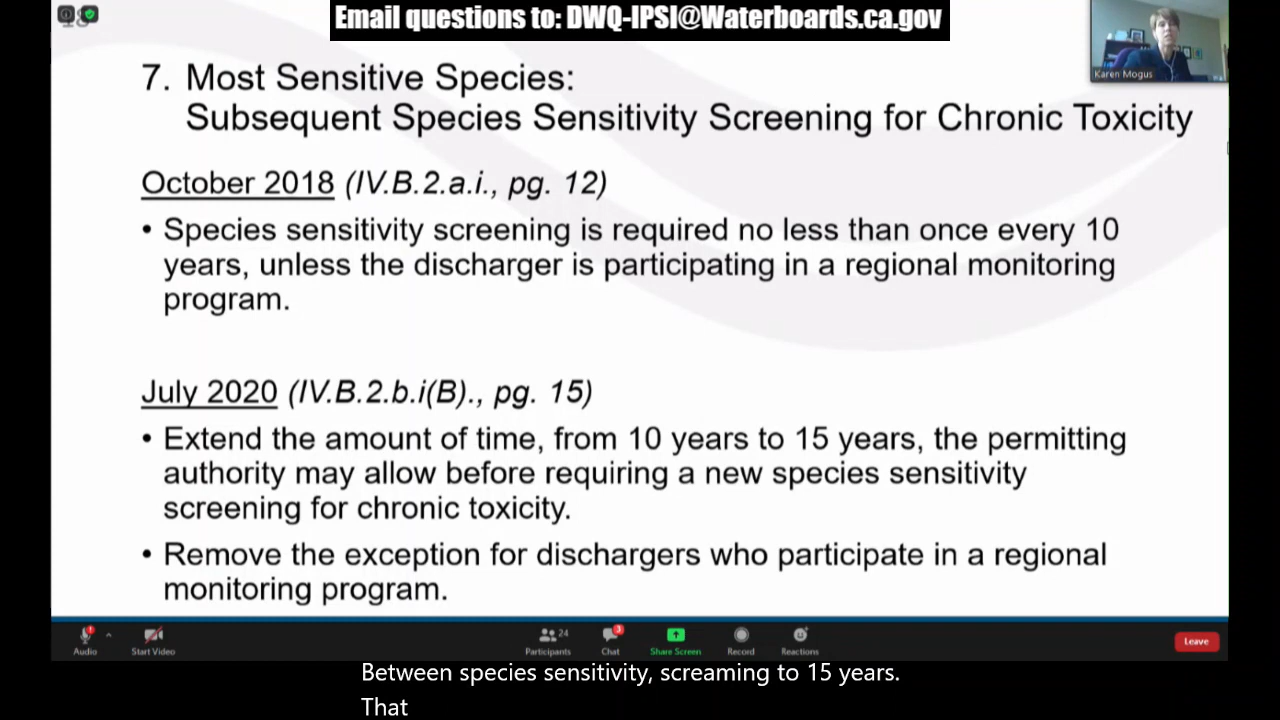 Email questions to: DWQ-IPSI@Waterboards.ca.gov
Karen Mogus
7. Most Sensitive Species:
Subsequent Species Sensitivity Screening for Chronic Toxicity
October 2018 (IV.B.2.a.i., pg. 12)
• Species sensitivity screening is required no less than once every 10
years, unless the discharger is participating in a regional monitoring
program.
July 2020 (IV.B.2.b.i(B)., pg. 15)
• Extend the amount of time, from 10 years to 15 years, the permitting
authority may allow before requiring a new species sensitivity
screening for chronic toxicity.
• Remove the exception for dischargers who participate in a regional
monitoring program.
Audio
Start Video
24
Participants
3
Chat
Share Screen
Record
Reactions
Leave
Between species sensitivity, screaming to 15 years.
That